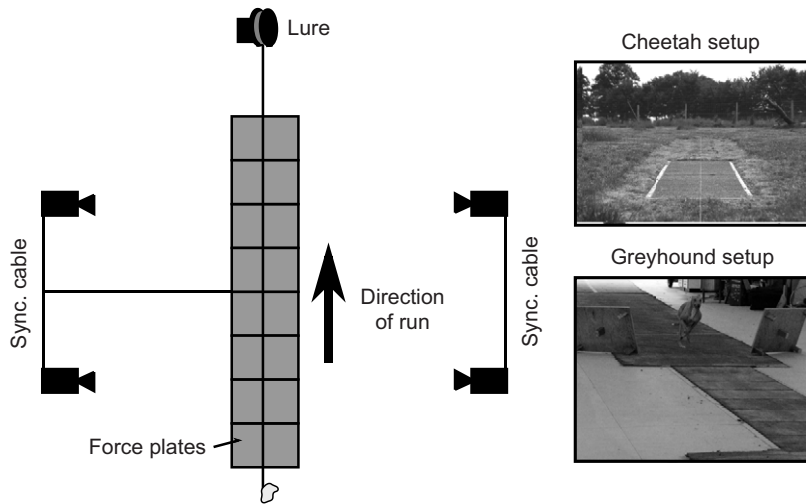 Lure
Cheetah setup
Sync. cable
Direction
of run
Sync. cable
Greyhound setup
Force plates